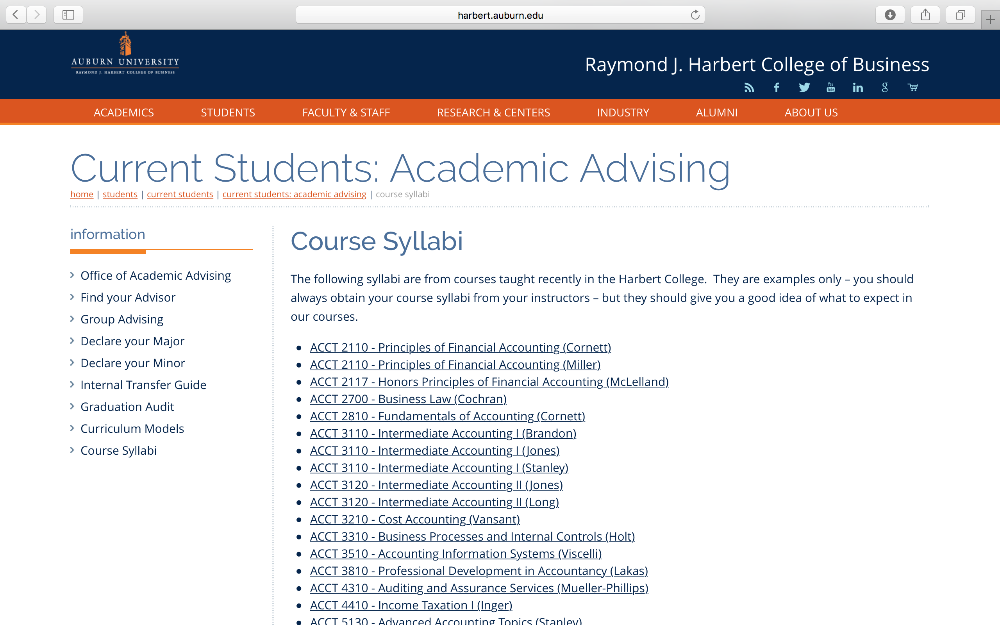 harbert.auburn.edu
AUBURN UNIVERSITY
RAYMOND J. HARBERT COLLEGE OF BUSINESS
Raymond J. Harbert College of Business
You
Tube
ACADEMICS STUDENTS FACULTY & STAFF RESEARCH & CENTERS INDUSTRY ALUMNI ABOUT US
Current Students: Academic Advising
home | students | current students | current students: academic advising | course syllabi
information
Office of Academic Advising
Find your Advisor
Group Advising
Declare your Major
Declare your Minor
Internal Transfer Guide
Graduation Audit
Curriculum Models
Course Syllabi
Course Syllabi
The following syllabi are from courses taught recently in the Harbert College. They are examples only – you should
always obtain your course syllabi from your instructors – but they should give you a good idea of what to expect in
our courses.
ACCT 2110 - Principles of Financial Accounting (Cornett)
ACCT 2110 - Principles of Financial Accounting (Miller)
ACCT 2117 - Honors Principles of Financial Accounting (McLelland)
ACCT 2700 - Business Law (Cochran)
ACCT 2810 - Fundamentals of Accounting (Cornett)
ACCT 3110 - Intermediate Accounting I (Brandon)
ACCT 3110 - Intermediate Accounting I (Jones)
ACCT 3110 - Intermediate Accounting I (Stanley)
ACCT 3120 - Intermediate Accounting II (Jones)
ACCT 3120 - Intermediate Accounting II (Long)
ACCT 3210 - Cost Accounting (Vansant)
ACCT 3310 - Business Processes and Internal Controls (Holt)
ACCT 3510 - Accounting Information Systems (Viscelli)
ACCT 3810 - Professional Development in Accountancy (Lakas)
ACCT 4310 - Auditing and Assurance Services (Mueller-Phillips)
ACCT 4410 - Income Taxation I (Inger)
ACCT 5130 - Advanced Accounting Topics (Stanley)